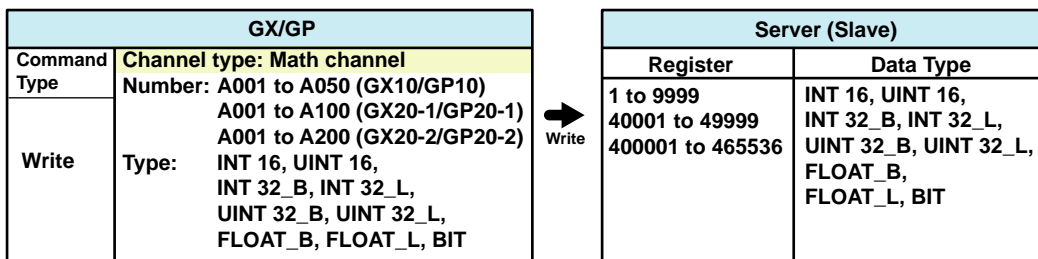 GX/GP
Command Type
Channel type: Math channel
Number: A001 to A050 (GX10/GP10)
A001 to A100 (GX20-1/GP20-1)
A001 to A200 (GX20-2/GP20-2)
Write
Type: INT 16, UINT 16,
INT 32_B, INT 32_L,
UINT 32_B, UINT 32_L,
FLOAT_B, FLOAT_L, BIT
Write
Server (Slave)
Register
Data Type
1 to 9999
40001 to 49999
400001 to 465536
INT 16, UINT 16,
INT 32_B, INT 32_L,
UINT 32_B, UINT 32_L,
FLOAT_B,
FLOAT_L, BIT